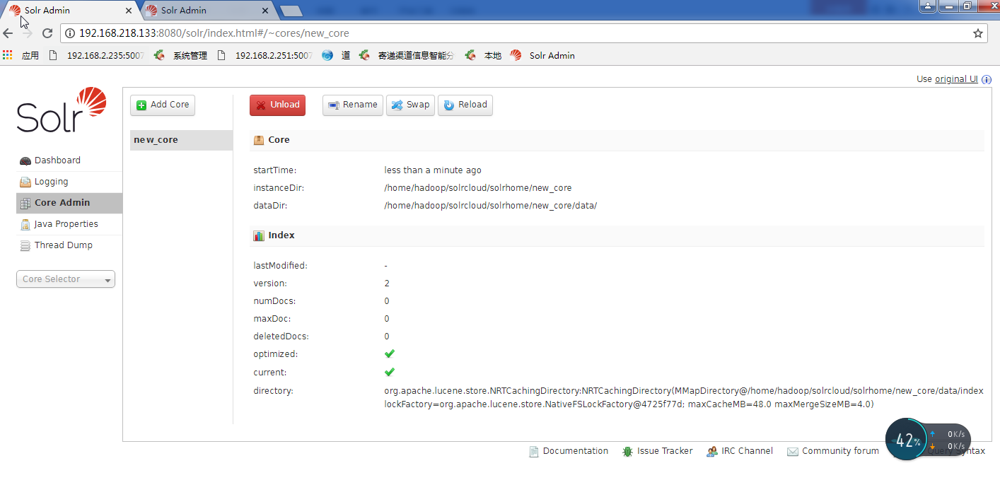 Solr Admin
Solr Admin
192.168.218.133:8080/solr/index.html#/~cores/new_core
应用 192.168.2.235:5007 系统管理 192.168.2.251:5007 道 寄递渠道信息智能分 本地 Solr Admin
Use original UI
Solr
Dashboard
Logging
Core Admin
Java Properties
Thread Dump
Core Selector
Add Core
new_core
Unload Rename Swap Reload
Core
startTime: less than a minute ago
instanceDir: /home/hadoop/solrcloud/solrhome/new_core
dataDir: /home/hadoop/solrcloud/solrhome/new_core/data/
Index
lastModified: -
version: 2
numDocs: 0
maxDoc: 0
deletedDocs: 0
optimized:
current:
directory: org.apache.lucene.store.NRTCachingDirectory:NRTCachingDirectory(MMapDirectory@/home/hadoop/solrcloud/solrhome/new_core/data/index
lockFactory=org.apache.lucene.store.NativeFSLockFactory@4725f77d; maxCacheMB=48.0 maxMergeSizeMB=4.0)
42% 0K/s
0K/s
Documentation Issue Tracker IRC Channel Community forum Query Syntax